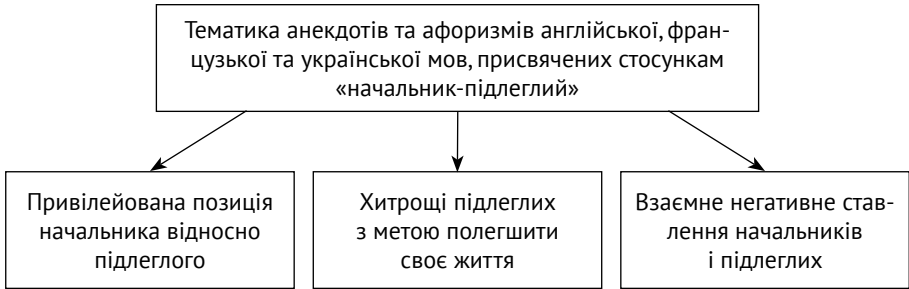 Тематика анекдотів та афоризмів англійської, фран-
цузької та української мов, присвячених стосункам
«начальник-підлеглий»
Привілейована позиція
начальника відносно
підлеглого
Хитрощі підлеглих
з метою полегшити
своє життя
Взаємне негативне став-
лення начальників
і підлеглих